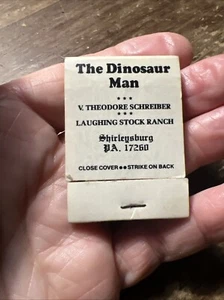 The Dinosaur
Man
***
V. THEODORE SCHREIBER
***
LAUGHING STOCK RANCH
Shirleysburg
PA. 17260
CLOSE COVER ** STRIKE ON BACK